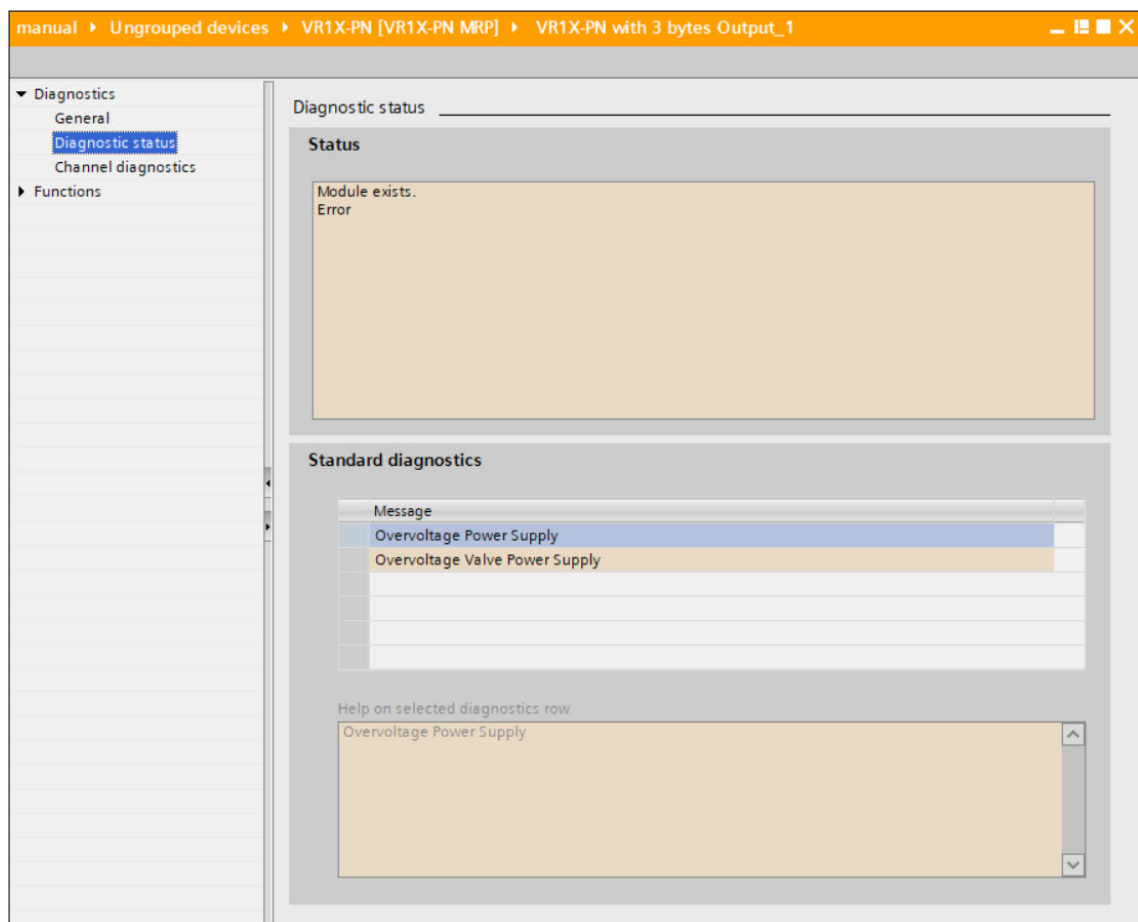 manual ▸ Ungrouped devices ▸ VR1X-PN [VR1X-PN MRP] ▸ VR1X-PN with 3 bytes Output_1
Diagnostics
General
Diagnostic status
Channel diagnostics
Functions
Diagnostic status
Status
Module exists.
Error
Standard diagnostics
Message
Overvoltage Power Supply
Overvoltage Valve Power Supply
Help on selected diagnostics row
Overvoltage Power Supply